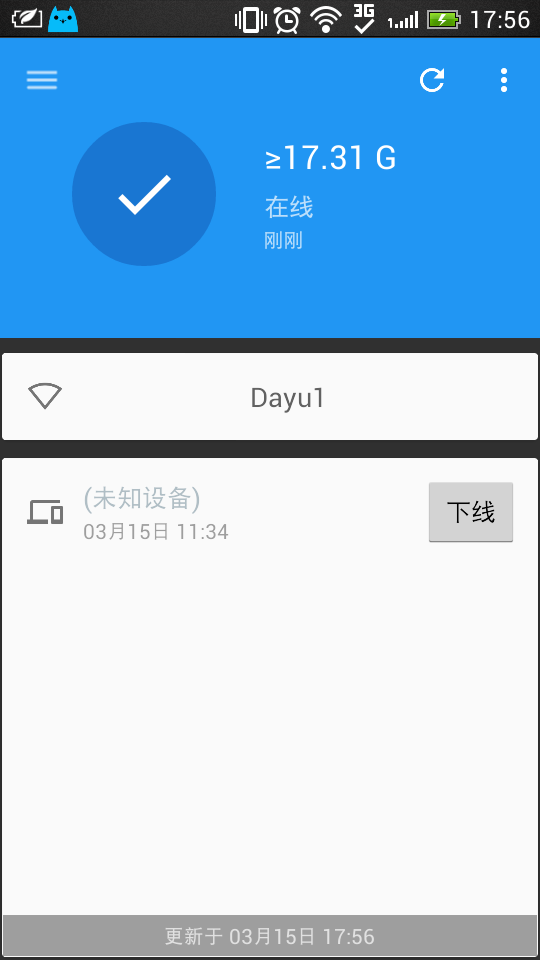 3G
17:56
≥17.31 G
在线
刚刚
Dayu1
(未知设备)
03月15日 11:34
下线
更新于 03月15日 17:56